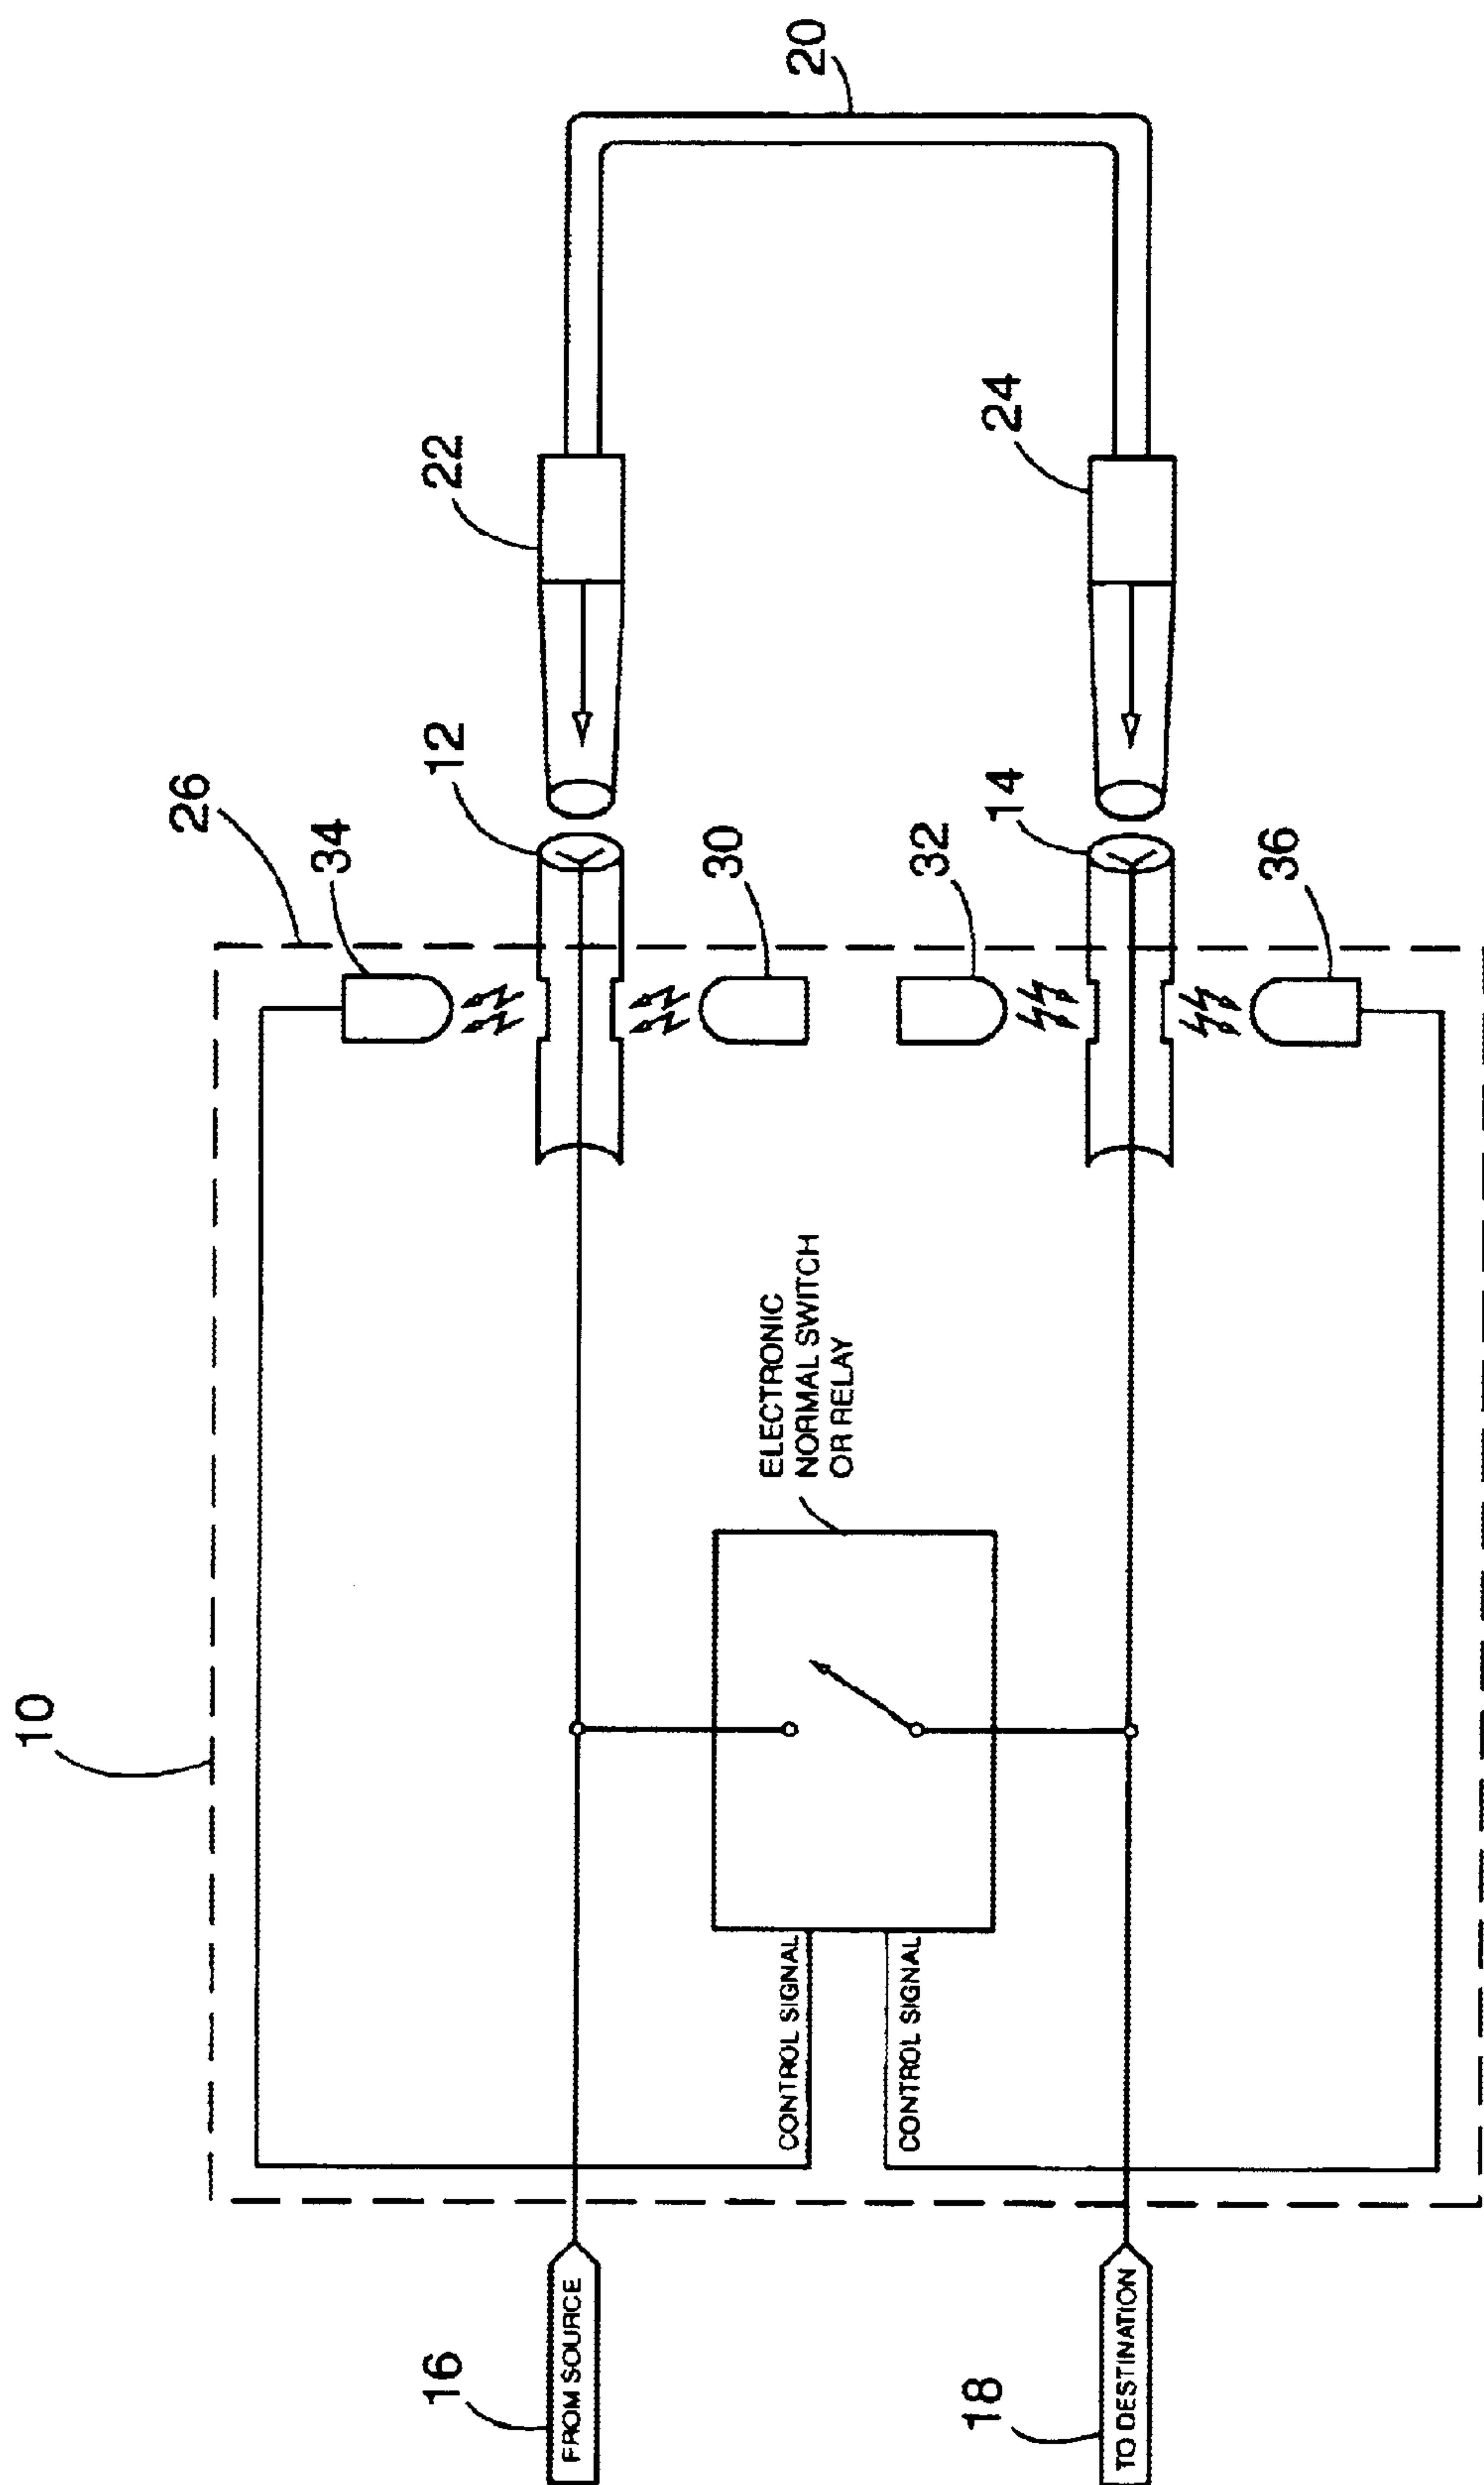 10
26
34
12
22
20
30
32
14
24
36
ELECTRONIC
NORMAL SWITCH
OR RELAY
CONTROL SIGNAL
CONTROL SIGNAL
16
FROM SOURCE
18
TO DESTINATION